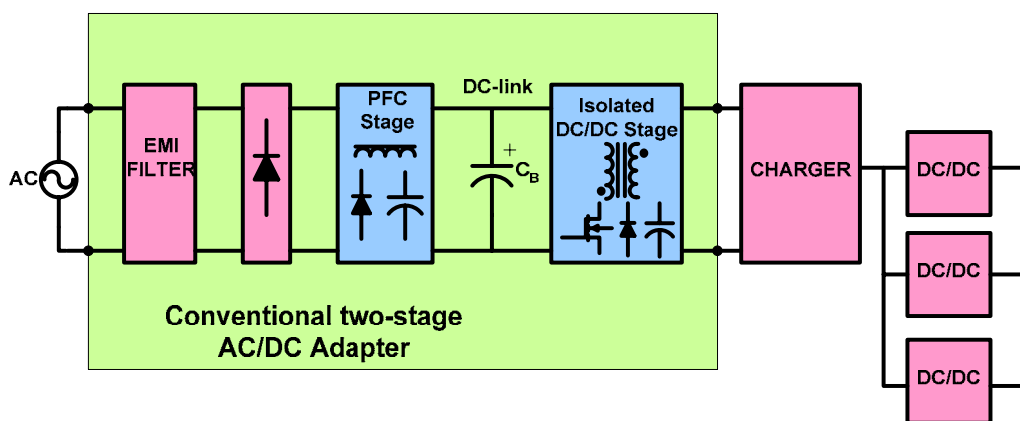 AC
EMI
FILTER
PFC
Stage
DC-link
+
CB
Isolated
DC/DC Stage
CHARGER
DC/DC
DC/DC
DC/DC
Conventional two-stage
AC/DC Adapter